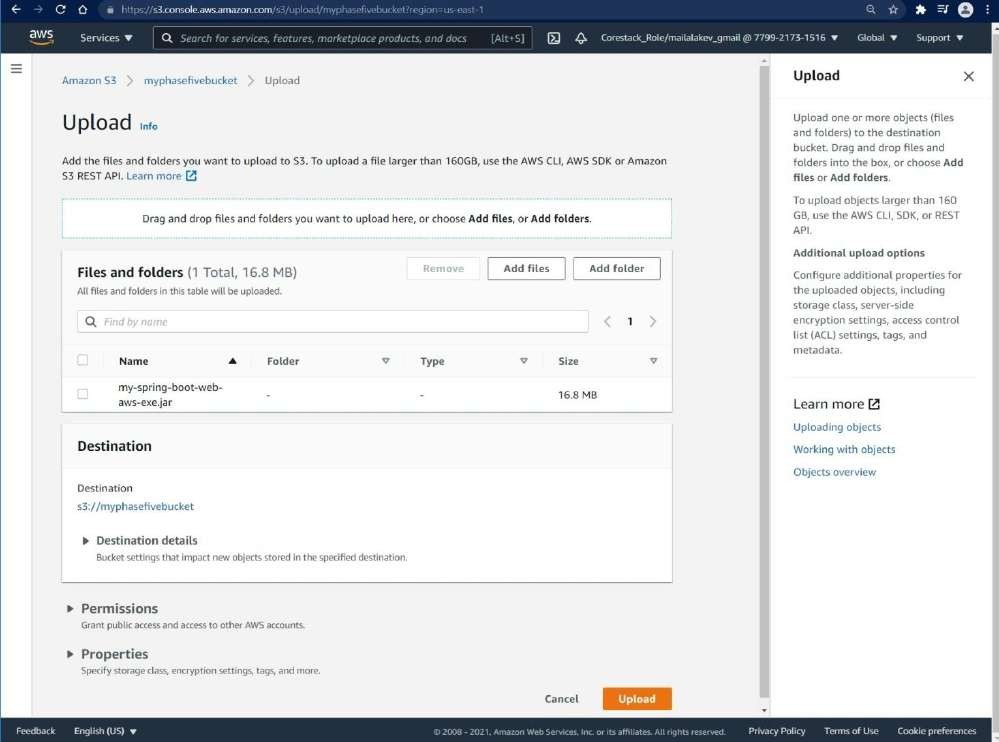 https://s3.console.aws.amazon.com/s3/upload/myphasefivebucket?region=us-east-1
aws
Services ▼
Search for services, features, marketplace products, and docs [Alt+S]
Corestack_Role/mailalakev_gmail @ 7799-2173-1516 ▼
Global ▼
Support ▼
Amazon S3 > myphasefivebucket > Upload
Upload Info
Add the files and folders you want to upload to S3. To upload a file larger than 160GB, use the AWS CLI, AWS SDK or Amazon
S3 REST API. Learn more
Drag and drop files and folders you want to upload here, or choose Add files, or Add folders.
Files and folders (1 Total, 16.8 MB)
Remove
Add files
Add folder
All files and folders in this table will be uploaded.
Find by name
< 1 >
Name ▲ Folder ▽ Type ▽ Size ▽
my-spring-boot-web-
aws-exe.jar
- - 16.8 MB
Destination
Destination
s3://myphasefivebucket
Destination details
Bucket settings that impact new objects stored in the specified destination.
Permissions
Grant public access and access to other AWS accounts.
Properties
Specify storage class, encryption settings, tags, and more.
Cancel
Upload
Upload
Upload one or more objects (files
and folders) to the destination
bucket. Drag and drop files and
folders into the box, or choose Add
files or Add folders.
To upload objects larger than 160
GB, use the AWS CLI, SDK, or REST
API.
Additional upload options
Configure additional properties for
the uploaded objects, including
storage class, server-side
encryption settings, access control
list (ACL) settings, tags, and
metadata.
Learn more
Uploading objects
Working with objects
Objects overview
Feedback
English (US) ▼
© 2008 - 2021, Amazon Web Services, Inc. or its affiliates. All rights reserved.
Privacy Policy
Terms of Use
Cookie preferences